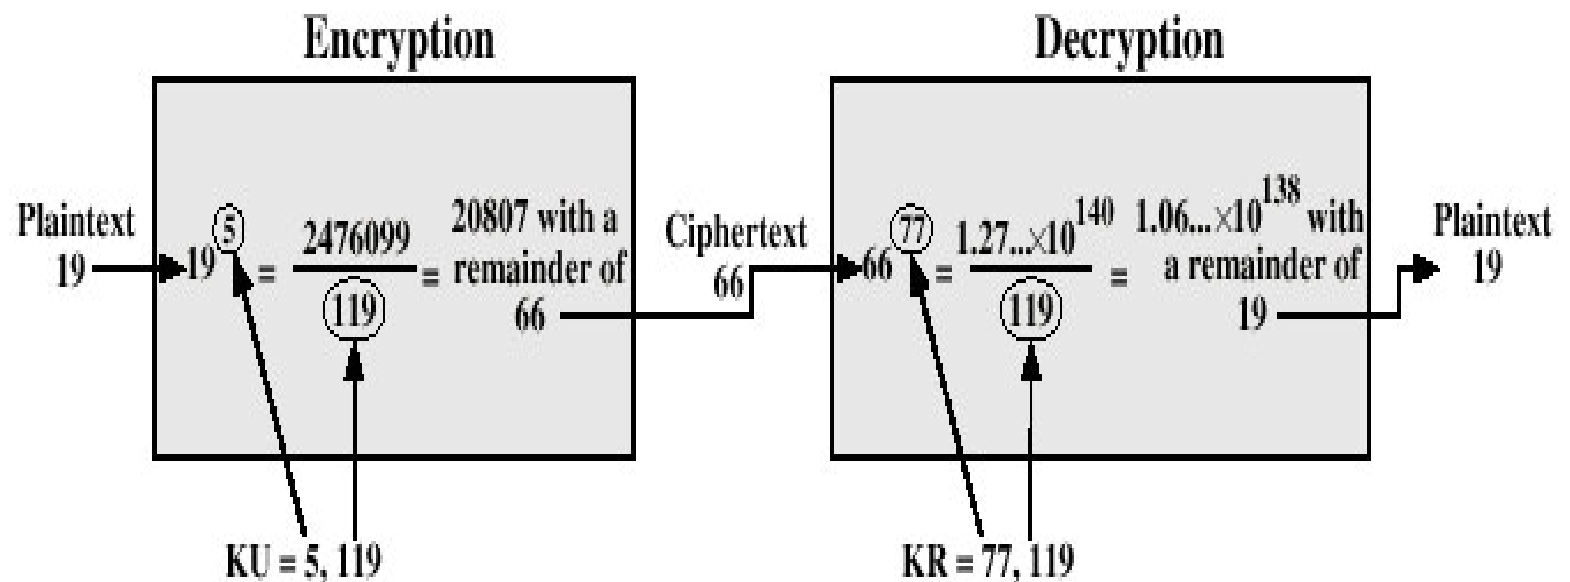 Encryption
Plaintext
19
19^5 = 2476099 / 119 =
20807 with a
remainder of
66
Ciphertext
66
KU = 5, 119
Decryption
66^77 = 1.27...×10^140 / 119 =
1.06...×10^138 with
a remainder of
19
Plaintext
19
KR = 77, 119